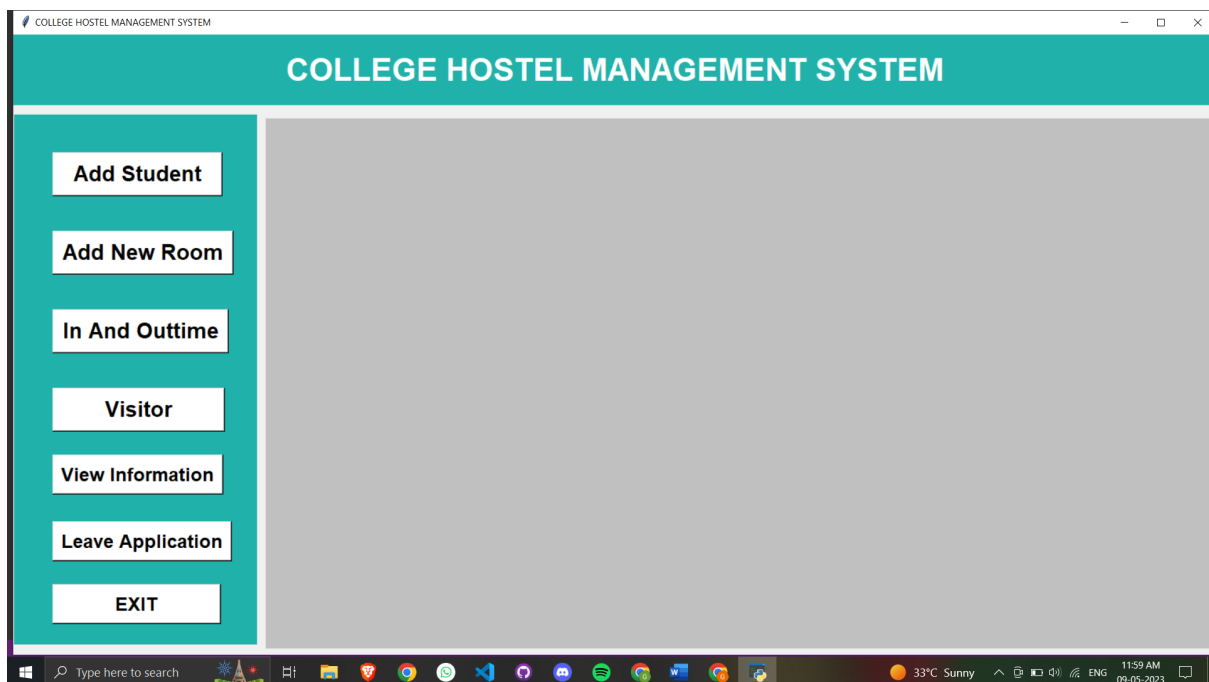 COLLEGE HOSTEL MANAGEMENT SYSTEM
COLLEGE HOSTEL MANAGEMENT SYSTEM
Add Student
Add New Room
In And Outtime
Visitor
View Information
Leave Application
EXIT
Type here to search
33°C Sunny
ENG
11:59 AM
09-05-2023